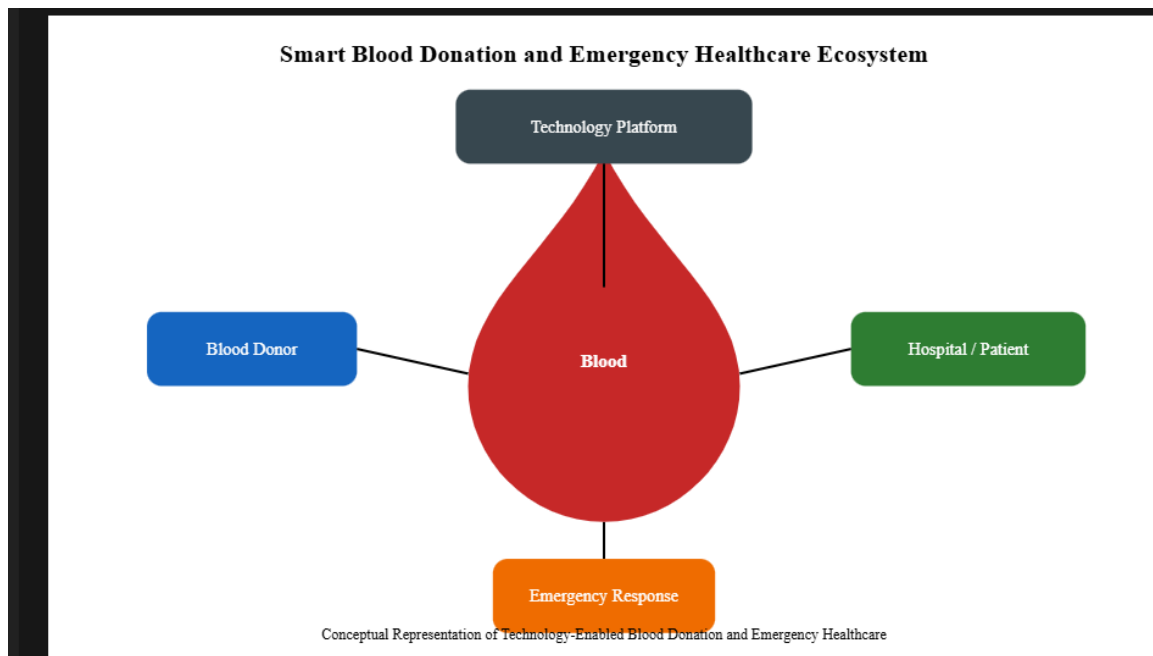 Smart Blood Donation and Emergency Healthcare Ecosystem
Technology Platform
Blood Donor
Blood
Hospital / Patient
Emergency Response
Conceptual Representation of Technology-Enabled Blood Donation and Emergency Healthcare